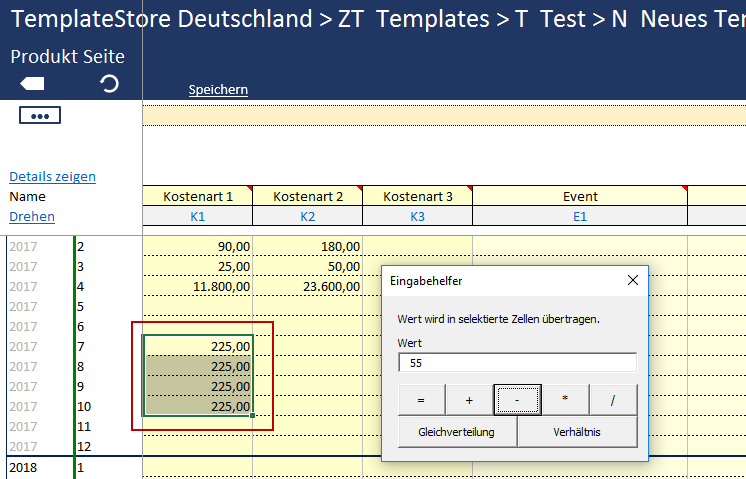 TemplateStore Deutschland > ZT Templates > T Test > N Neues Ter
Produkt Seite
Speichern
•••
Details zeigen
Name Kostenart 1 Kostenart 2 Kostenart 3 Event
Drehen K1 K2 K3 E1
2017 2 90,00 180,00
2017 3 25,00 50,00
2017 4 11.800,00 23.600,00
2017 5
2017 6
2017 7 225,00
2017 8 225,00
2017 9 225,00
2017 10 225,00
2017 11
2017 12
2018 1
Eingabehelfer
Wert wird in selektierte Zellen übertragen.
Wert
55
= + - * /
Gleichverteilung Verhältnis